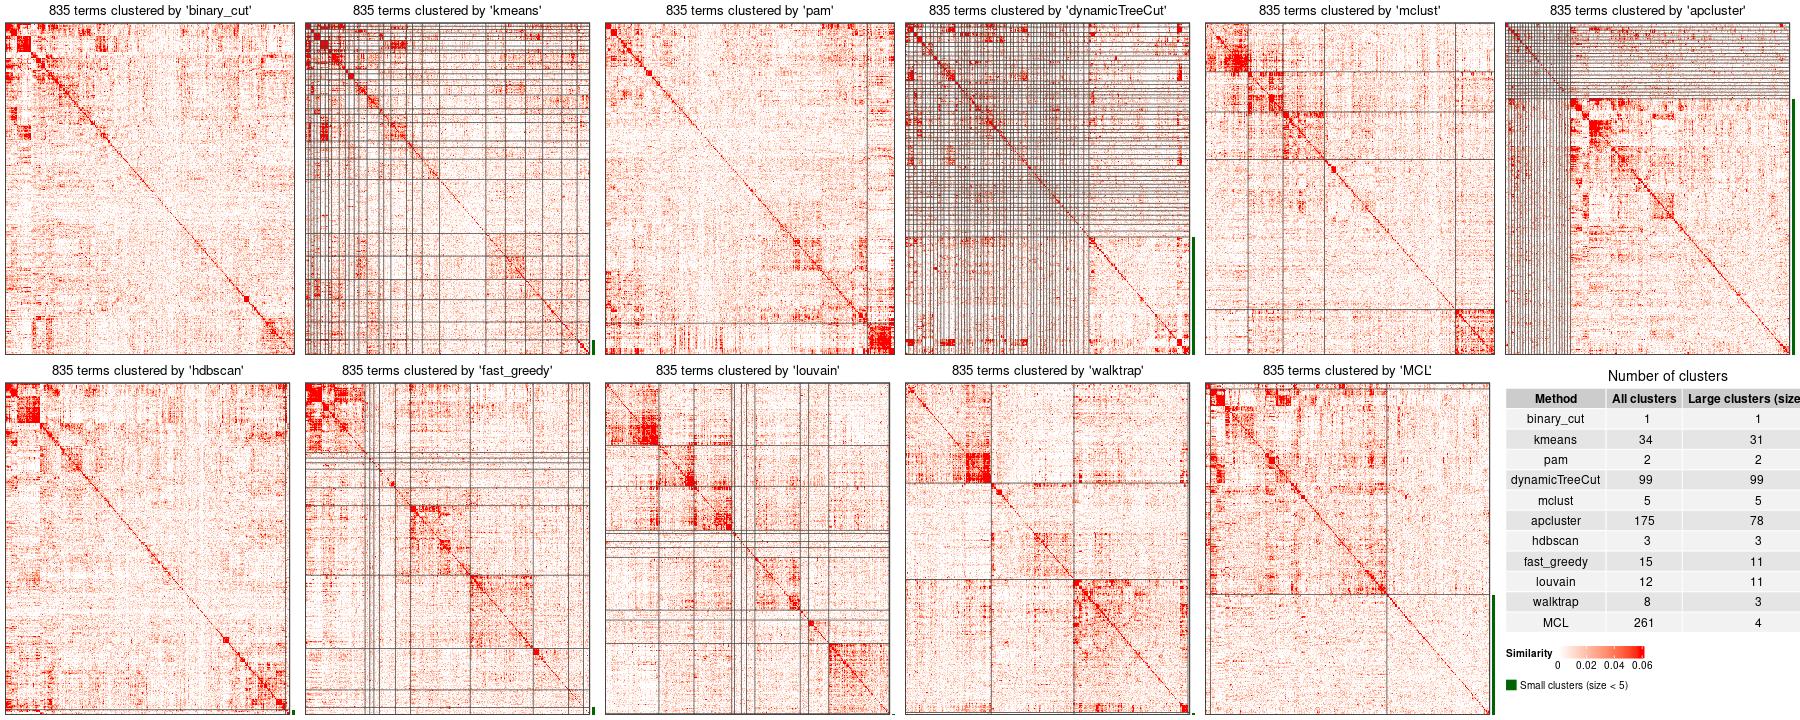 835 terms clustered by 'binary_cut'
835 terms clustered by 'kmeans'
835 terms clustered by 'pam'
835 terms clustered by 'dynamicTreeCut'
835 terms clustered by 'mclust'
835 terms clustered by 'apcluster'
835 terms clustered by 'hdbscan'
835 terms clustered by 'fast_greedy'
835 terms clustered by 'louvain'
835 terms clustered by 'walktrap'
835 terms clustered by 'MCL'
Number of clusters
Method All clusters Large clusters (size
binary_cut 1 1
kmeans 34 31
pam 2 2
dynamicTreeCut 99 99
mclust 5 5
apcluster 175 78
hdbscan 3 3
fast_greedy 15 11
louvain 12 11
walktrap 8 3
MCL 261 4
Similarity
0 0.02 0.04 0.06
Small clusters (size < 5)